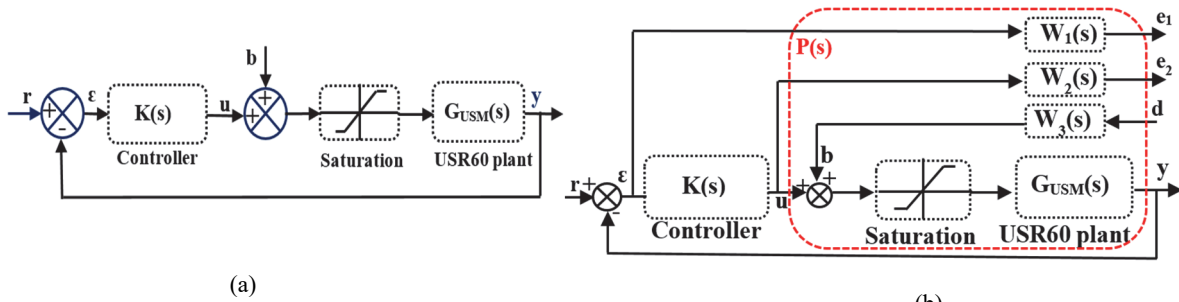 b
r
+
-
ε
K(s)
u
+
+
G_USM(s)
y
Controller
Saturation
USR60 plant
(a)
P(s)
W₁(s)
e₁
W₂(s)
e₂
W₃(s)
d
b
r
+
-
ε
K(s)
u
+
+
G_USM(s)
y
Controller
Saturation
USR60 plant